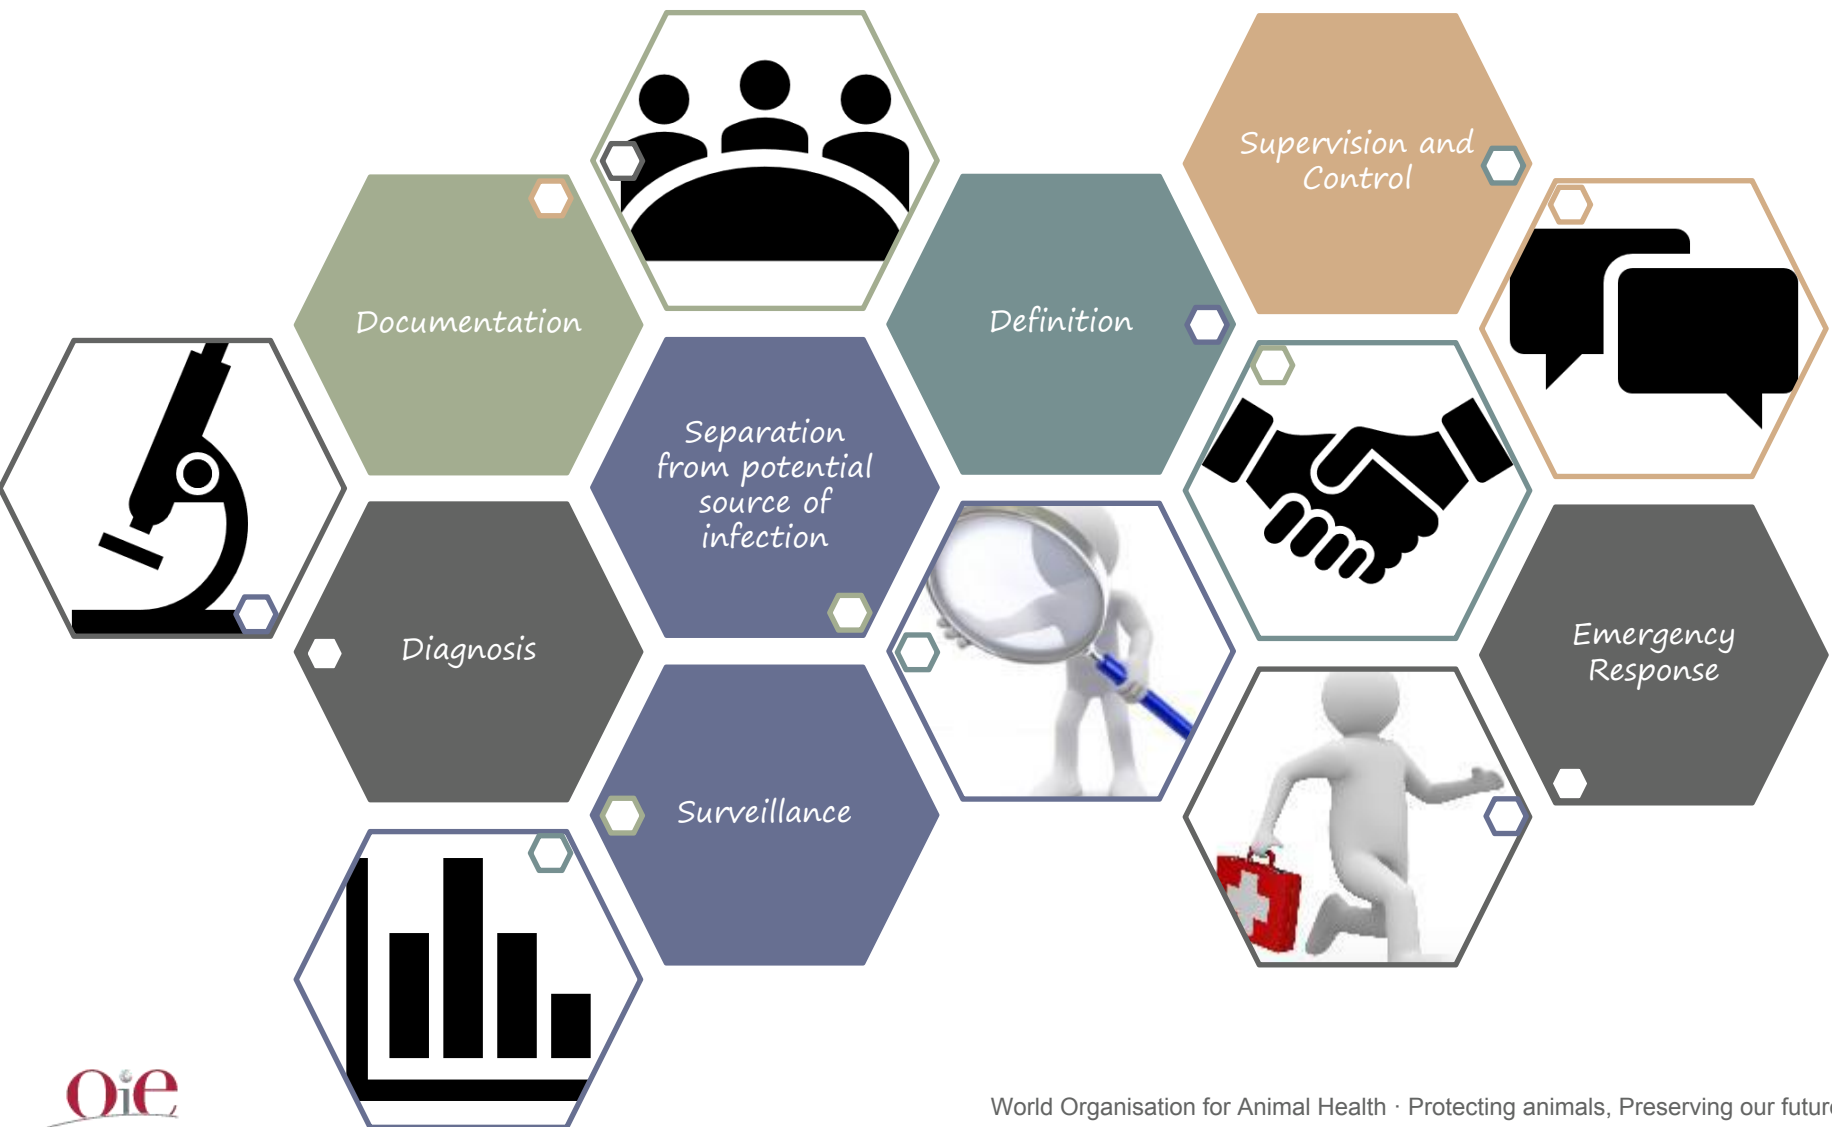 Supervision and
Control
Documentation
Definition
Separation
from potential
source of
infection
Diagnosis
Emergency
Response
Surveillance
oie
World Organisation for Animal Health · Protecting animals, Preserving our future